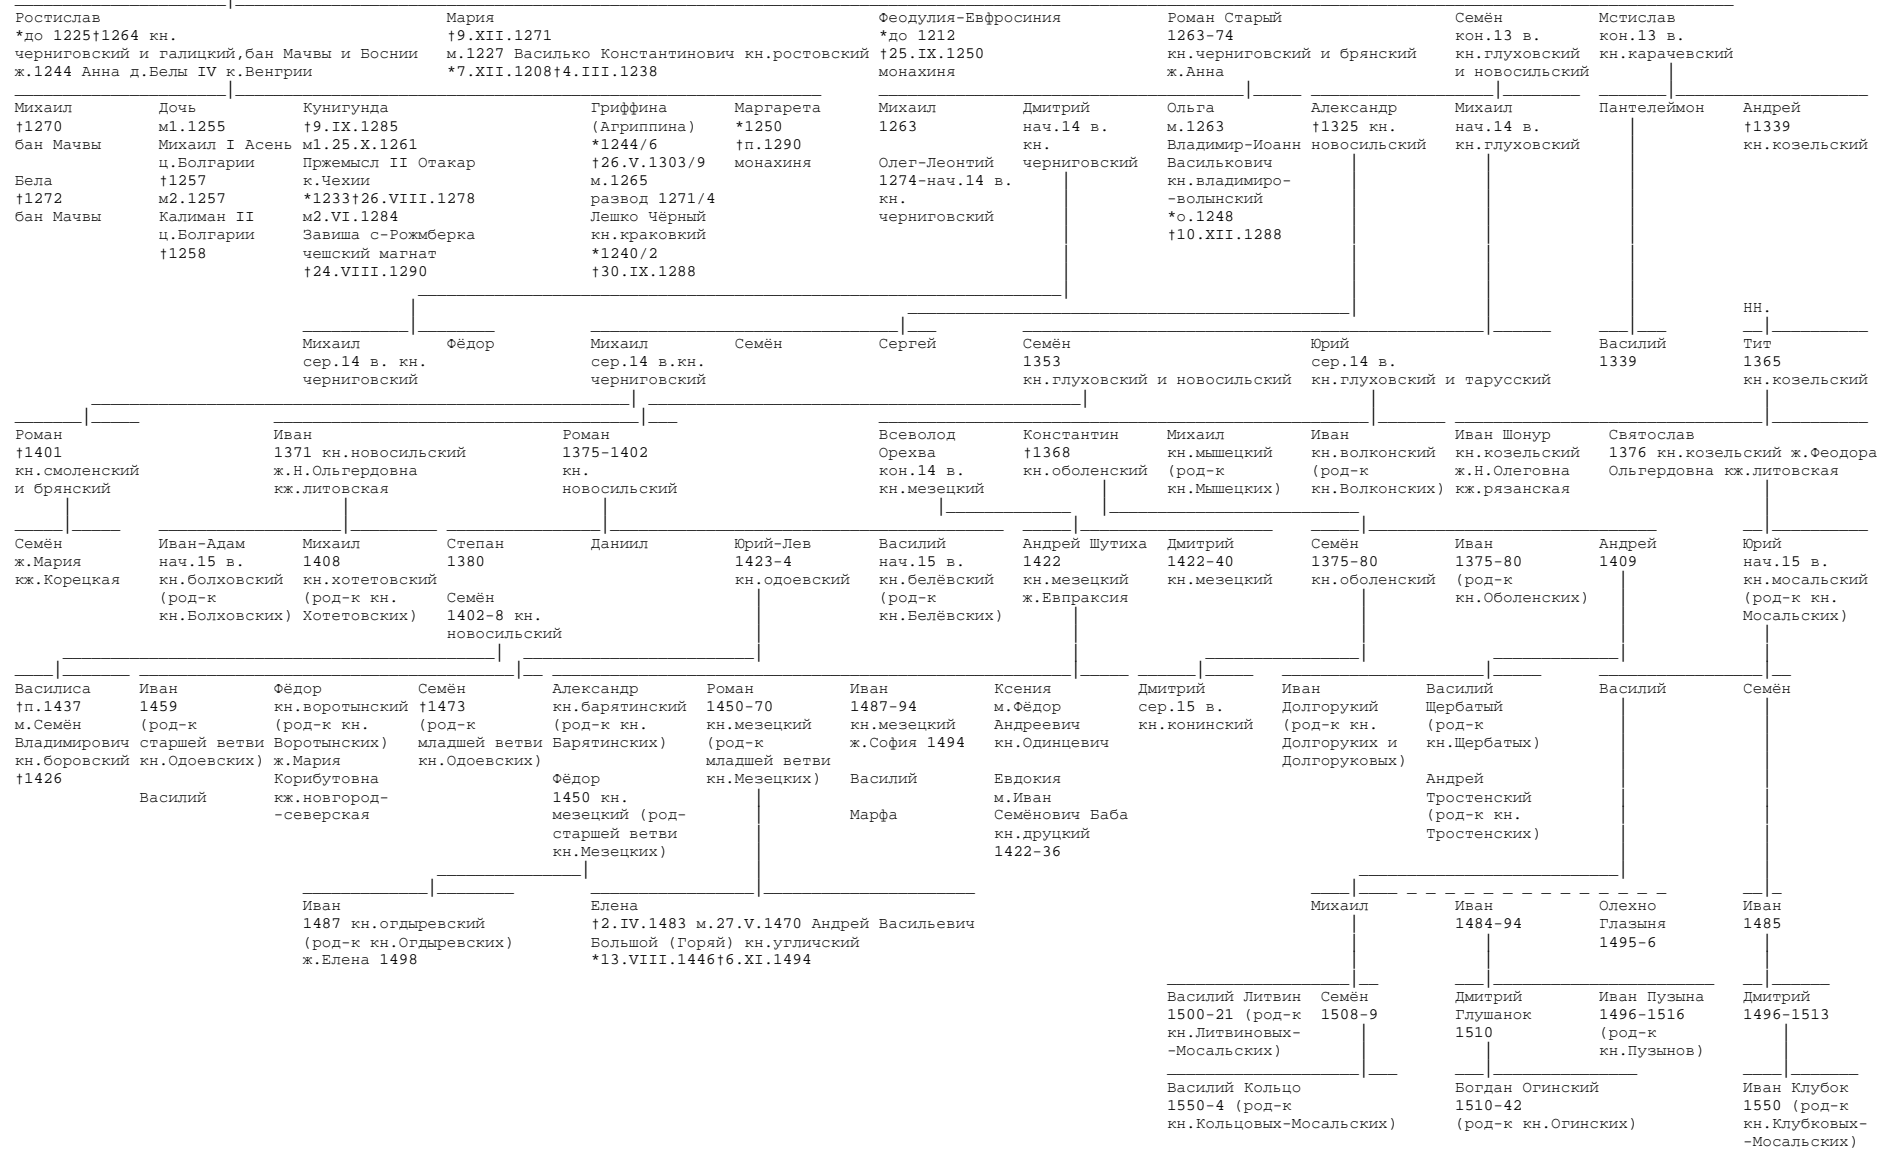 Ростислав
*до 1225†1264 кн.
черниговский и галицкий,бан Мачвы и Боснии
ж.1244 Анна д.Белы IV к.Венгрии
Мария
†9.XII.1271
м.1227 Василько Константинович кн.ростовский
*7.XII.1208†4.III.1238
Феодулия-Евфросиния
*до 1212
†25.IX.1250
монахиня
Роман Старый
1263-74
кн.черниговский и брянский
ж.Анна
Семён
кон.13 в.
кн.глуховский
и новосильский
Мстислав
кон.13 в.
кн.карачевский
Михаил
†1270
бан Мачвы
Бела
†1272
бан Мачвы
Дочь
м1.1255
Михаил I Асень
ц.Болгарии
†1257
м2.1257
Калиман II
ц.Болгарии
†1258
Кунигунда
†9.IX.1285
м1.25.X.1261
Пржемысл II Отакар
к.Чехии
*1233†26.VIII.1278
м2.VI.1284
Завиша с-Рожмберка
чешский магнат
†24.VIII.1290
Гриффина
(Агриппина)
*1244/6
†26.V.1303/9
м.1265
развод 1271/4
Лешко Чёрный
кн.краковкий
*1240/2
†30.IX.1288
Маргарета
*1250
†п.1290
монахиня
Михаил
1263
Олег-Леонтий
1274-нач.14 в.
кн.
черниговский
Дмитрий
нач.14 в.
кн.
черниговский
Ольга
м.1263
Владимир-Иоанн
Василькович
кн.владимиро-
-волынский
*о.1248
†10.XII.1288
Александр
†1325 кн.
новосильский
Михаил
нач.14 в.
кн.глуховский
Пантелеймон
Андрей
†1339
кн.козельский
нн.
Михаил
сер.14 в. кн.
черниговский
Фёдор
Михаил
сер.14 в.кн.
черниговский
Семён
Сергей
Семён
1353
кн.глуховский и новосильский
Юрий
сер.14 в.
кн.глуховский и тарусский
Василий
1339
Тит
1365
кн.козельский
Роман
†1401
кн.смоленский
и брянский
Иван
1371 кн.новосильский
ж.Н.Ольгердовна
кж.литовская
Роман
1375-1402
кн.
новосильский
Всеволод
Орехва
кон.14 в.
кн.мезецкий
Константин
†1368
кн.оболенский
Михаил
кн.мышецкий
(род-к
кн.Мышецких)
Иван
кн.волконский
(род-к
кн.Волконских)
Иван Шонур
кн.козельский
ж.Н.Олеговна
кж.рязанская
Святослав
1376 кн.козельский ж.Феодора
Ольгердовна кж.литовская
Семён
ж.Мария
кж.Корецкая
Иван-Адам
нач.15 в.
кн.болховский
(род-к
кн.Болховских)
Михаил
1408
кн.хотетовский
(род-к кн.
Хотетовских)
Степан
1380
Семён
1402-8 кн.
новосильский
Даниил
Юрий-Лев
1423-4
кн.одоевский
Василий
нач.15 в.
кн.белёвский
(род-к
кн.Белёвских)
Андрей Шутиха
1422
кн.мезецкий
ж.Евпраксия
Дмитрий
1422-40
кн.мезецкий
Семён
1375-80
кн.оболенский
Иван
1375-80
(род-к
кн.Оболенских)
Андрей
1409
Юрий
нач.15 в.
кн.мосальский
(род-к кн.
Мосальских)
Василиса
†п.1437
м.Семён
Владимирович
кн.боровский
†1426
Иван
1459
(род-к
старшей ветви
кн.Одоевских)
Василий
Фёдор
кн.воротынский
(род-к кн.
Воротынских)
ж.Мария
Корибутовна
кж.новгород-
-северская
Семён
†1473
(род-к
младшей ветви
кн.Одоевских)
Александр
кн.барятинский
(род-к кн.
Барятинских)
Фёдор
1450 кн.
мезецкий (род-
старшей ветви
кн.Мезецких)
Роман
1450-70
кн.мезецкий
(род-к
младшей ветви
кн.Мезецких)
Иван
1487-94
кн.мезецкий
ж.София 1494
Василий
Марфа
Ксения
м.Фёдор
Андреевич
кн.Одинцевич
Евдокия
м.Иван
Семёнович Баба
кн.друцкий
1422-36
Дмитрий
сер.15 в.
кн.конинский
Иван
Долгорукий
(род-к кн.
Долгоруких и
Долгоруковых)
Василий
Щербатый
(род-к
кн.Щербатых)
Андрей
Тростенский
(род-к кн.
Тростенских)
Василий
Семён
Иван
1487 кн.огдыревский
(род-к кн.Огдыревских)
ж.Елена 1498
Елена
†2.IV.1483 м.27.V.1470 Андрей Васильевич
Большой (Горяй) кн.угличский
*13.VIII.1446†6.XI.1494
Михаил
Иван
1484-94
Олехно
Глазыня
1495-6
Иван
1485
Василий Литвин
1500-21 (род-к
кн.Литвиновых-
-Мосальских)
Семён
1508-9
Дмитрий
Глушанок
1510
Иван Пузына
1496-1516
(род-к
кн.Пузынов)
Дмитрий
1496-1513
Василий Кольцо
1550-4 (род-к
кн.Кольцовых-Мосальских)
Богдан Огинский
1510-42
(род-к кн.Огинских)
Иван Клубок
1550 (род-к
кн.Клубковых-
-Мосальских)